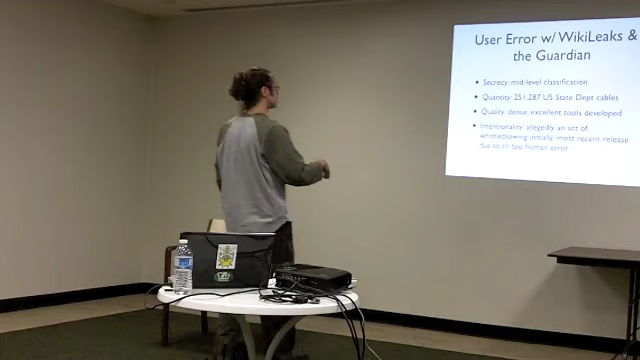 User Error w/ WikiLeaks &
the Guardian
• Secrecy: mid-level classification
• Quantity: 251,287 US State Dept cables
• Quality: dense; excellent tools developed
• Intentionality: allegedly an act of
whistleblowing initially; most recent release
due to all too human error